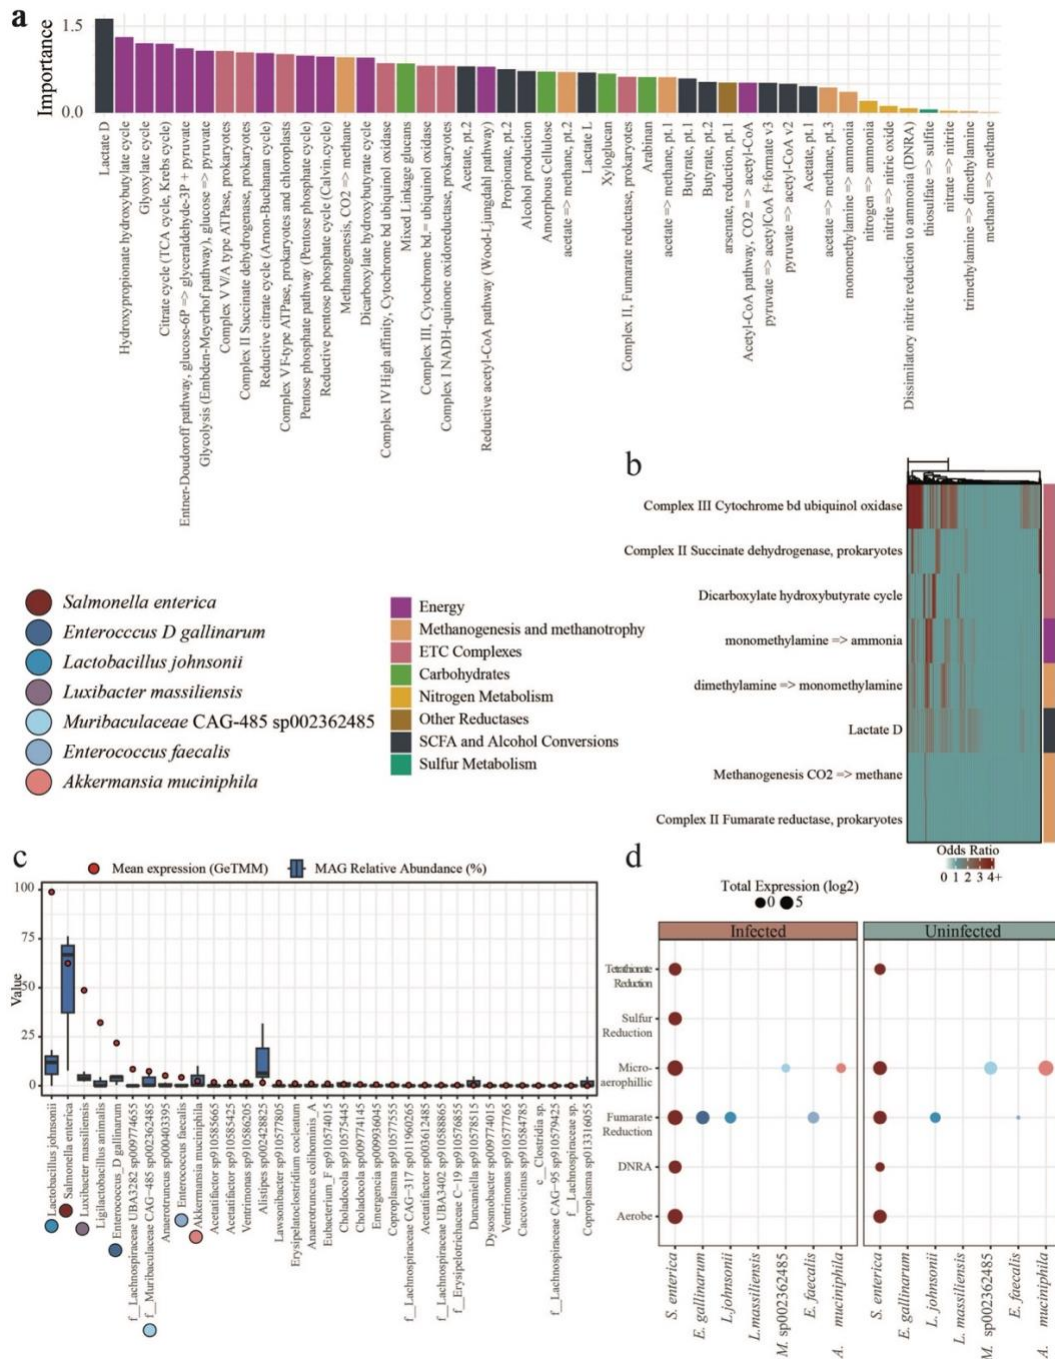 a
Importance
1.5
0.0
Lactate D
Hydroxypropionate hydroxybutylate cycle
Glyoxylate cycle
Citrate cycle (TCA cycle, Krebs cycle)
Entner-Doudoroff pathway, glucose-6P => glyceraldehyde-3P + pyruvate
Glycolysis (Embden-Meyerhof pathway), glucose => pyruvate
Complex V V/A type ATPase, prokaryotes
Complex II Succinate dehydrogenase, prokaryotes
Reductive citrate cycle (Arnon-Buchanan cycle)
Complex V F-type ATPase, prokaryotes and chloroplasts
Pentose phosphate pathway (Pentose phosphate cycle)
Reductive pentose phosphate cycle (Calvin cycle)
Methanogenesis, CO2 => methane
Dicarboxylate hydroxybutyrate cycle
Complex IV High affinity, Cytochrome bd ubiquinol oxidase
Mixed Linkage glucans
Complex III, Cytochrome bd.= ubiquinol oxidase
Complex I NADH-quinone oxidoreductase, prokaryotes
Acetate, pt.2
Reductive acetyl-CoA pathway (Wood-Ljungdahl pathway)
Propionate, pt.2
Alcohol production
Amorphous Cellulose
acetate => methane, pt.2
Lactate L
Xyloglucan
Complex II, Fumarate reductase, prokaryotes
Arabinan
acetate => methane, pt.1
Butyrate, pt.1
Butyrate, pt.2
arsenate, reduction, pt.1
Acetyl-CoA pathway, CO2 = > acetyl-CoA
pyruvate => acetylCoA f+formate v3
pyruvate => acetyl-CoA v2
Acetate, pt.1
acetate => methane, pt.3
monomethylamine => ammonia
nitrogen => ammonia
nitrite => nitric oxide
Dissimilatory nitrite reduction to ammonia (DNRA)
thiosulfate => sulfite
nitrate => nitrite
trimethylamine => dimethylamine
methanol => methane
b
Complex III Cytochrome bd ubiquinol oxidase
Complex II Succinate dehydrogenase, prokaryotes
Dicarboxylate hydroxybutyrate cycle
monomethylamine => ammonia
dimethylamine => monomethylamine
Lactate D
Methanogenesis CO2 => methane
Complex II Fumarate reductase, prokaryotes
Odds Ratio
0 1 2 3 4+
Salmonella enterica
Enteroccus D gallinarum
Lactobacillus johnsonii
Luxibacter massiliensis
Muribaculaceae CAG-485 sp002362485
Enterococcus faecalis
Akkermansia muciniphila
Energy
Methanogenesis and methanotrophy
ETC Complexes
Carbohydrates
Nitrogen Metabolism
Other Reductases
SCFA and Alcohol Conversions
Sulfur Metabolism
c
Mean expression (GeTMM)
MAG Relative Abundance (%)
Value
100
75
50
25
0
Lactobacillus johnsonii
Salmonella enterica
Luxibacter massiliensis
Ligilactobacillus animalis
Enterococcus_D gallinarum
f__Lachnospiraceae UBA3282 sp009774655
f__Muribaculaceae CAG-485 sp002362485
Anaerotruncus sp000403395
Enterococcus faecalis
Akkermansia muciniphila
Acetatifactor sp910585665
Acetatifactor sp910585425
Ventrimonas sp910586205
Alistipes sp002428825
Lawsonibacter sp910577805
Erysipelatoclostridium cocleatum
Anaerotruncus colihominis_A
Eubacterium_F sp910574015
Choladocola sp910575445
Choladocola sp009774145
Emergencia sp000936045
Coproplasma sp910577555
f__Lachnospiraceae CAG-317 sp011960265
Acetatifactor sp003612485
f__Lachnospiraceae UBA3402 sp910588865
f__Erysipelotrichaceae C-19 sp910576855
Duncaniella sp910578515
Dysosmobacter sp009774015
Ventrimonas sp910577765
Caccovicinus sp910584785
c__Clostridia sp.
f__Lachnospiraceae CAG-95 sp910579425
f__Lachnospiraceae sp.
Coproplasma sp013316055
d
Total Expression (log2)
0 5
Infected
Uninfected
Tetrathionate
Reduction
Sulfur
Reduction
Micro-
aerophillic
Fumarate
Reduction
DNRA
Aerobe
S. enterica
E. gallinarum
L.johnsonii
L.massiliensis
M. sp002362485
E. faecalis
A. muciniphila
S. enterica
E. gallinarum
L. johnsonii
L. massiliensis
M. sp002362485
E. faecalis
A. muciniphila